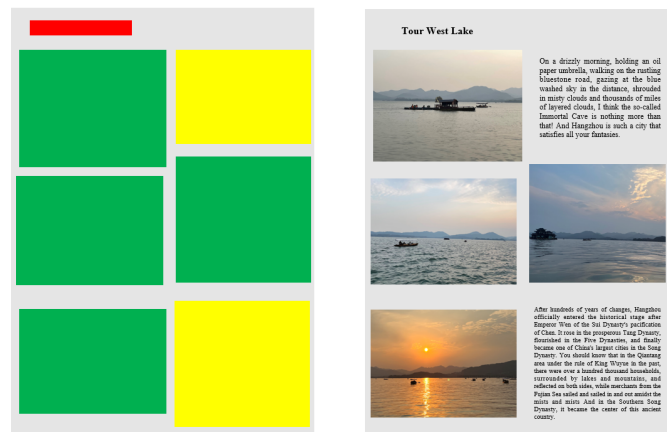 Tour West Lake
On a drizzly morning, holding an oil
paper umbrella, walking on the rustling
bluestone road, gazing at the blue
washed sky in the distance, shrouded
in misty clouds and thousands of miles
of layered clouds, I think the so-called
Immortal Cave is nothing more than
that! And Hangzhou is such a city that
satisfies all your fantasies.
After hundreds of years of changes, Hangzhou
officially entered the historical stage after
Emperor Wen of the Sui Dynasty's pacification
of Chen. It rose in the prosperous Tang Dynasty,
flourished in the Five Dynasties, and finally
became one of China's largest cities in the Song
Dynasty. You should know that in the Qiantang
area under the rule of King Wuyue in the past,
there were over a hundred thousand households,
surrounded by lakes and mountains, and
reflected on both sides, while merchants from the
Fujian Sea sailed and sailed in and out amidst the
mists and mists And in the Southern Song
Dynasty, it became the center of this ancient
country.